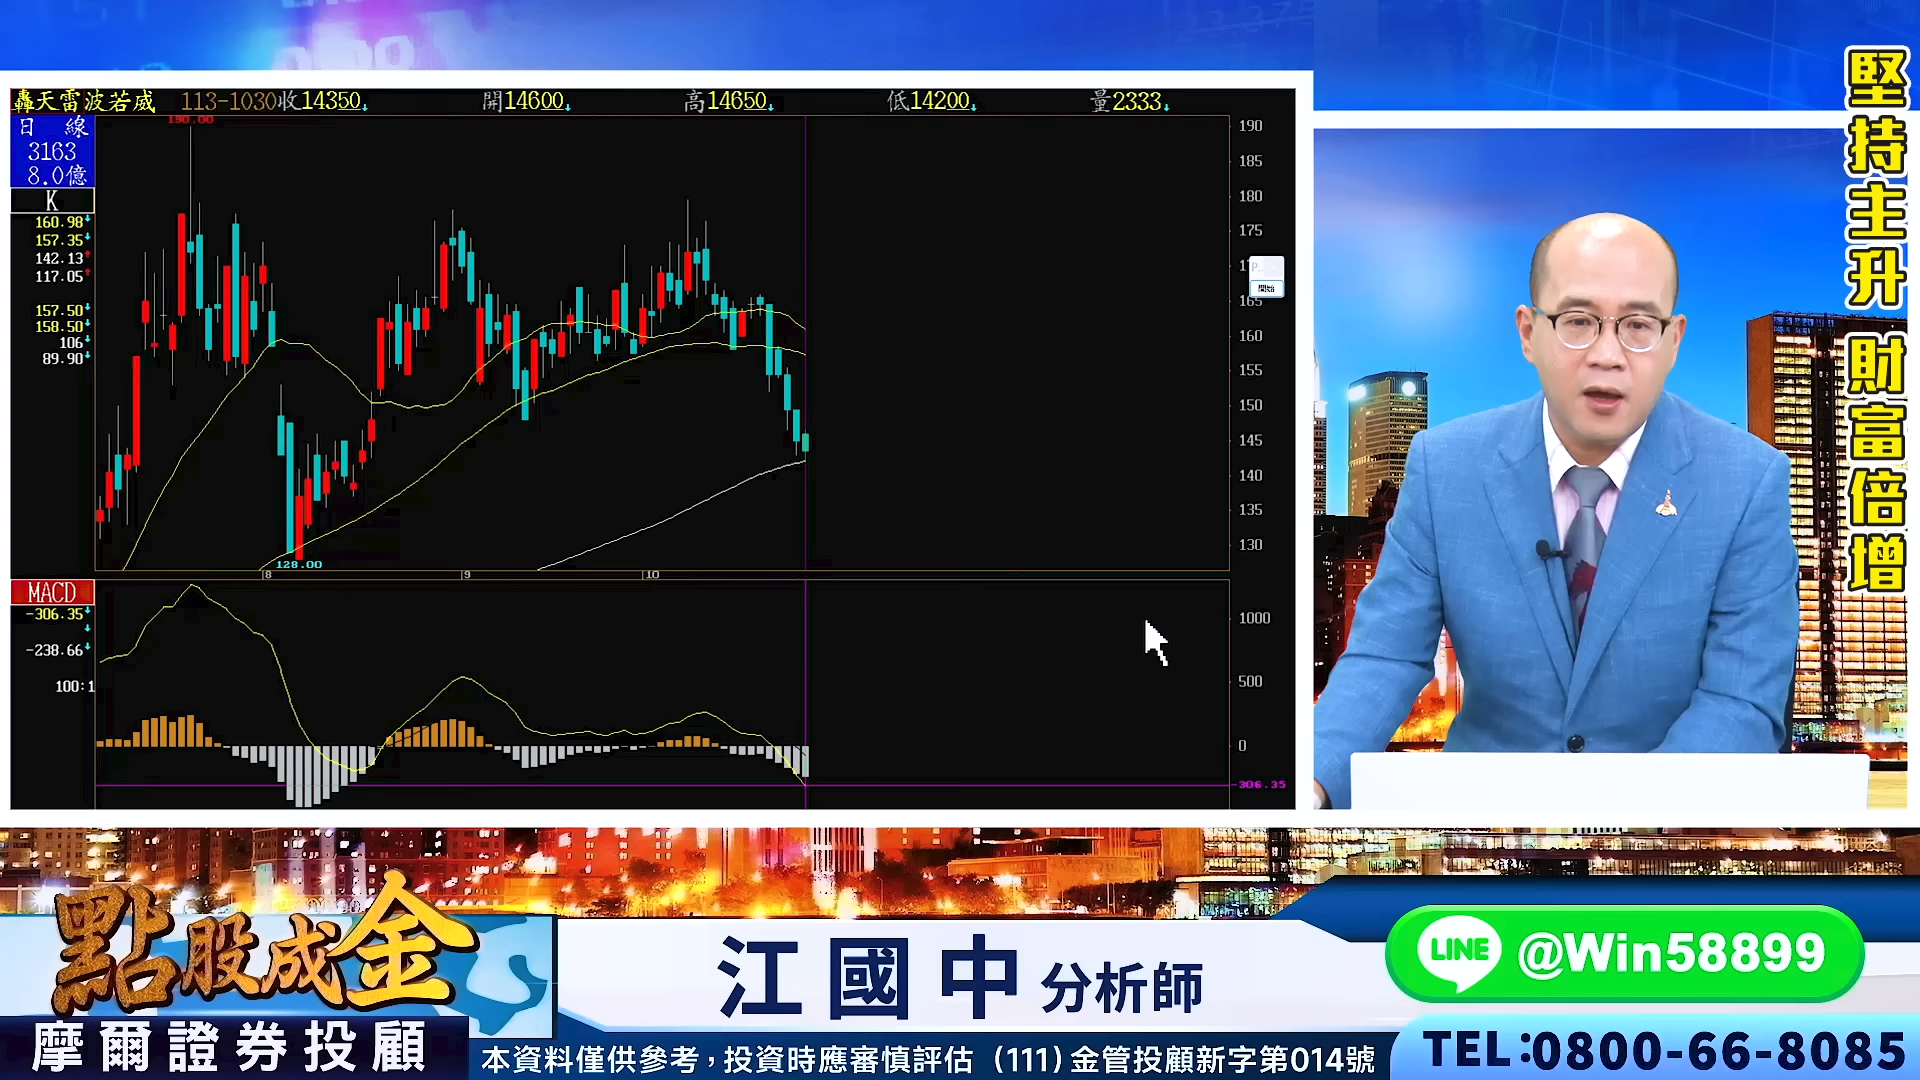 轟天雷波若威 113-1030收14350↓ 開14600↓ 高14650↓ 低14200↓ 量2333↓
日 線
3163
8.0億
K
160.98↓
157.35↓
142.13↑
117.05↑
157.50↓
158.50↓
106↓
89.90↓
190.00
128.00
8 9 10
190
185
180
175
165
160
155
150
145
140
135
130
開始
MACD
-306.35↓
-238.66↓
100:1
1000
500
0
-306.35
堅持主升 財富倍增
點股成金
摩爾證券投顧
江國中 分析師
本資料僅供參考，投資時應審慎評估（111）金管投顧新字第014號
LINE @Win58899
TEL:0800-66-8085